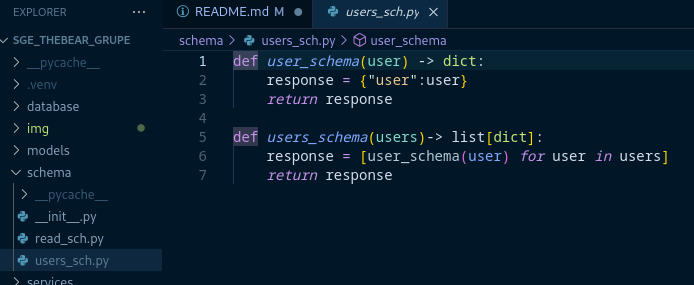 EXPLORER
README.md M
users_sch.py
SGE_THEBEAR_GRUPE
schema > users_sch.py > user_schema
__pycache__
.venv
database
img
models
schema
__pycache__
__init__.py
read_sch.py
users_sch.py
services
1 def user_schema(user) -> dict:
2 response = {"user":user}
3 return response
4
5 def users_schema(users)-> list[dict]:
6 response = [user_schema(user) for user in users]
7 return response